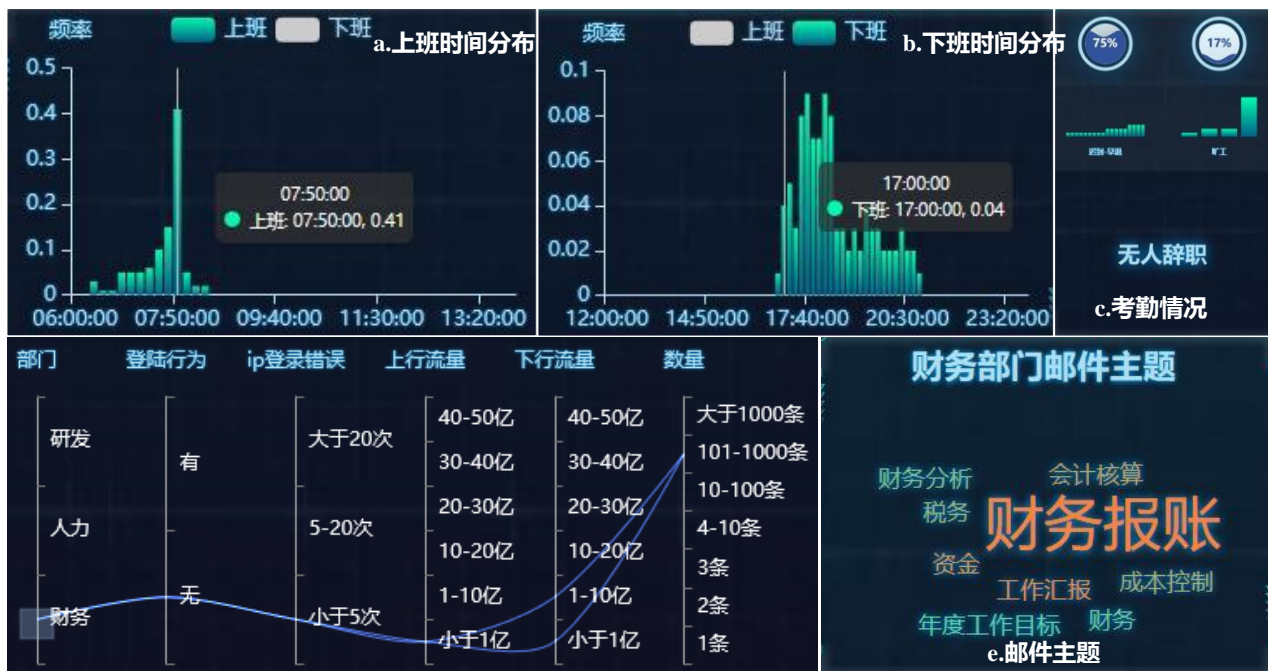 频率
上班
下班
a.上班时间分布
0.5
0.4
0.3
0.2
0.1
0
07:50:00
上班: 07:50:00, 0.41
06:00:00 07:50:00 09:40:00 11:30:00 13:20:00
频率
上班
下班
b.下班时间分布
0.1
0.08
0.06
0.04
0.02
0
17:00:00
下班: 17:00:00, 0.04
12:00:00 14:50:00 17:40:00 20:30:00 23:20:00
75%
17%
迟到-早退
旷工
无人辞职
c.考勤情况
部门 登陆行为 ip登录错误 上行流量 下行流量 数量
研发
人力
财务
有
无
大于20次
5-20次
小于5次
40-50亿
30-40亿
20-30亿
10-20亿
1-10亿
小于1亿
40-50亿
30-40亿
20-30亿
10-20亿
1-10亿
小于1亿
大于1000条
101-1000条
10-100条
4-10条
3条
2条
1条
财务部门邮件主题
财务分析
会计核算
税务
财务报账
资金
工作汇报
成本控制
年度工作目标
财务
e.邮件主题